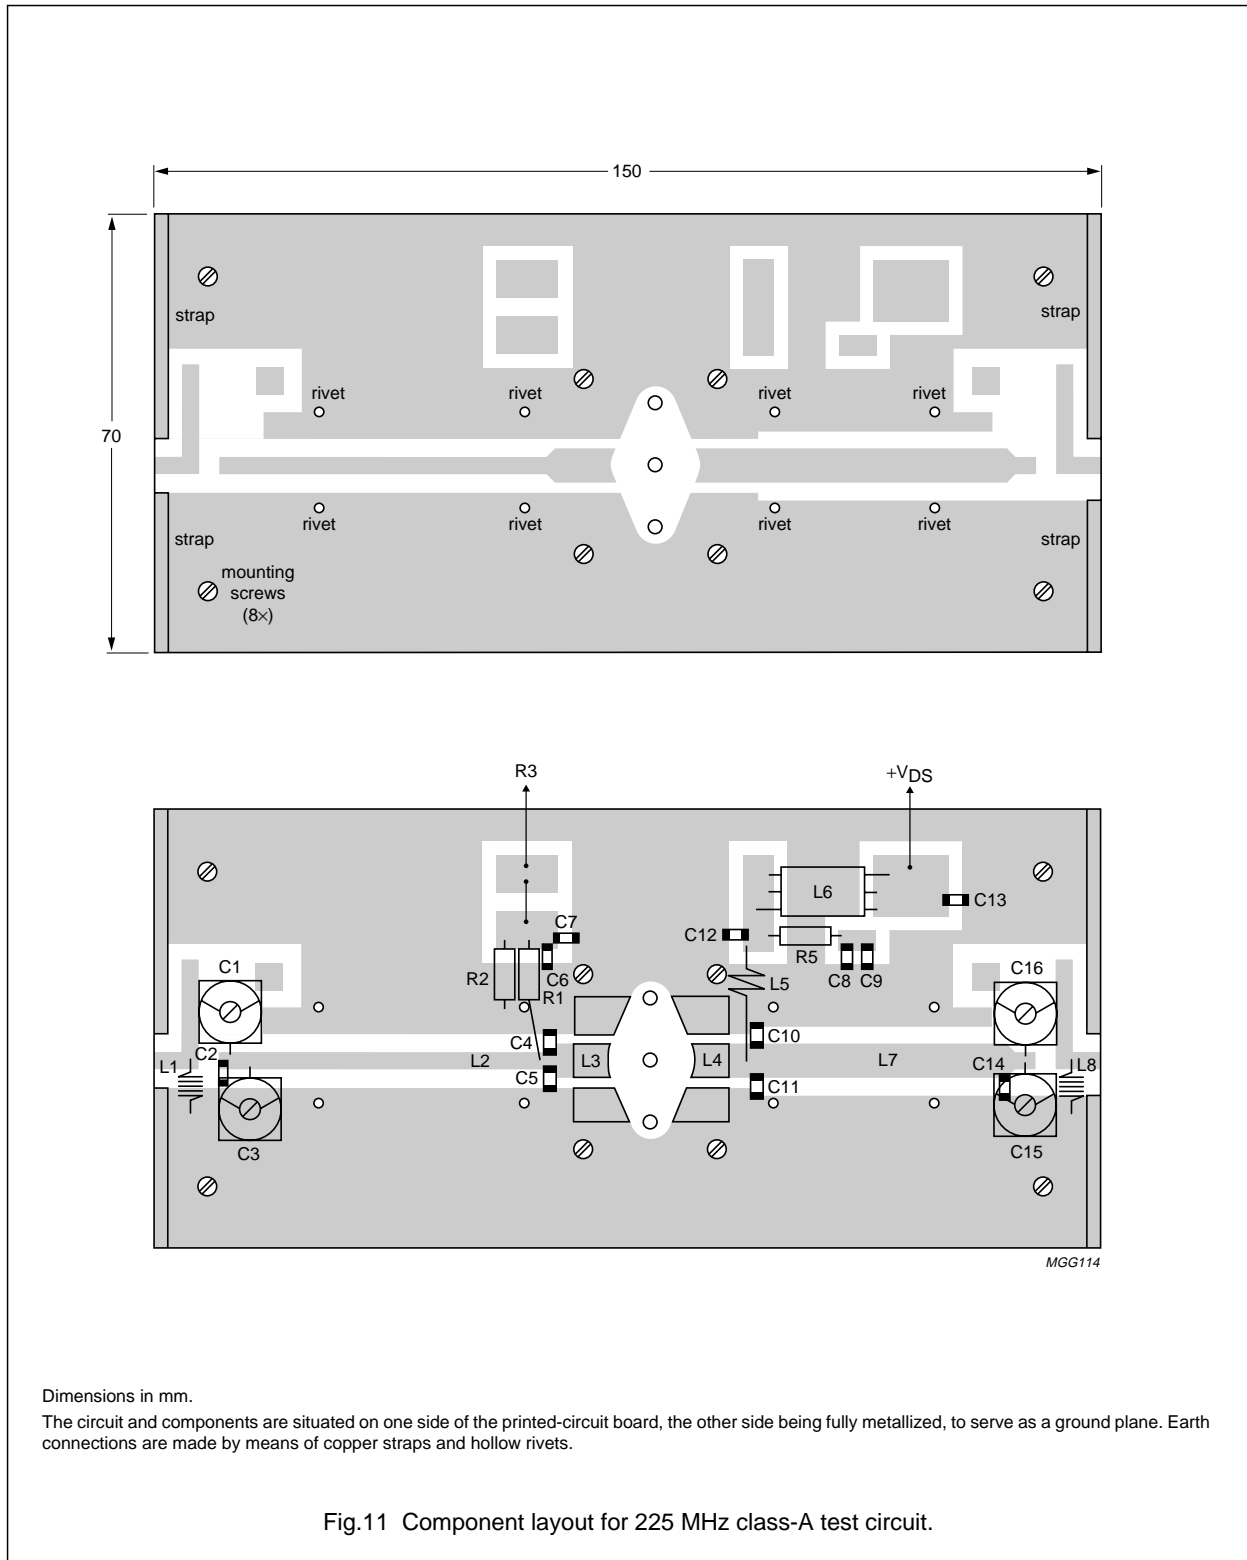 150
strap
strap
rivet
rivet
rivet
rivet
70
rivet
rivet
rivet
rivet
strap
strap
mounting
screws
(8×)
R3
+VDS
L6
C13
C7
C12
R5
C1
R2
C6
R1
L5
C8
C9
C16
C4
C10
C2
L1
L2
L3
L4
L7
C14
L8
C5
C11
C3
C15
MGG114
Dimensions in mm.
The circuit and components are situated on one side of the printed-circuit board, the other side being fully metallized, to serve as a ground plane. Earth
connections are made by means of copper straps and hollow rivets.
Fig.11 Component layout for 225 MHz class-A test circuit.